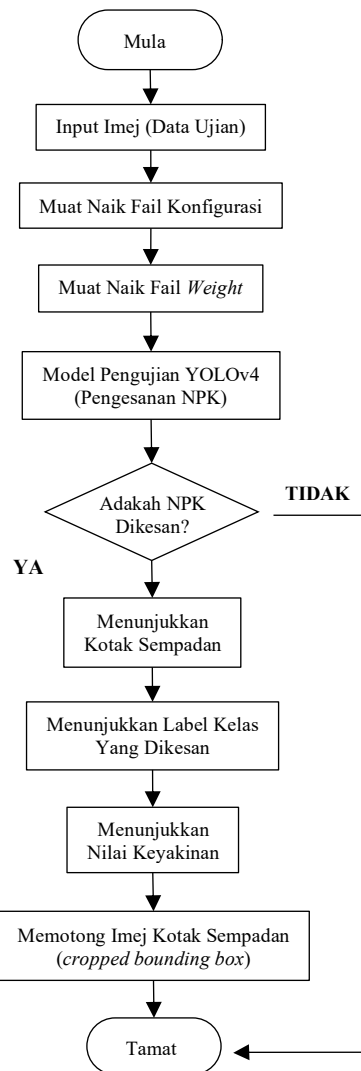 Mula
Input Imej (Data Ujian)
Muat Naik Fail Konfigurasi
Muat Naik Fail Weight
Model Pengujian YOLOv4
(Pengesanan NPK)
Adakah NPK
Dikesan?
TIDAK
YA
Menunjukkan
Kotak Sempadan
Menunjukkan Label Kelas
Yang Dikesan
Menunjukkan
Nilai Keyakinan
Memotong Imej Kotak Sempadan
(cropped bounding box)
Tamat